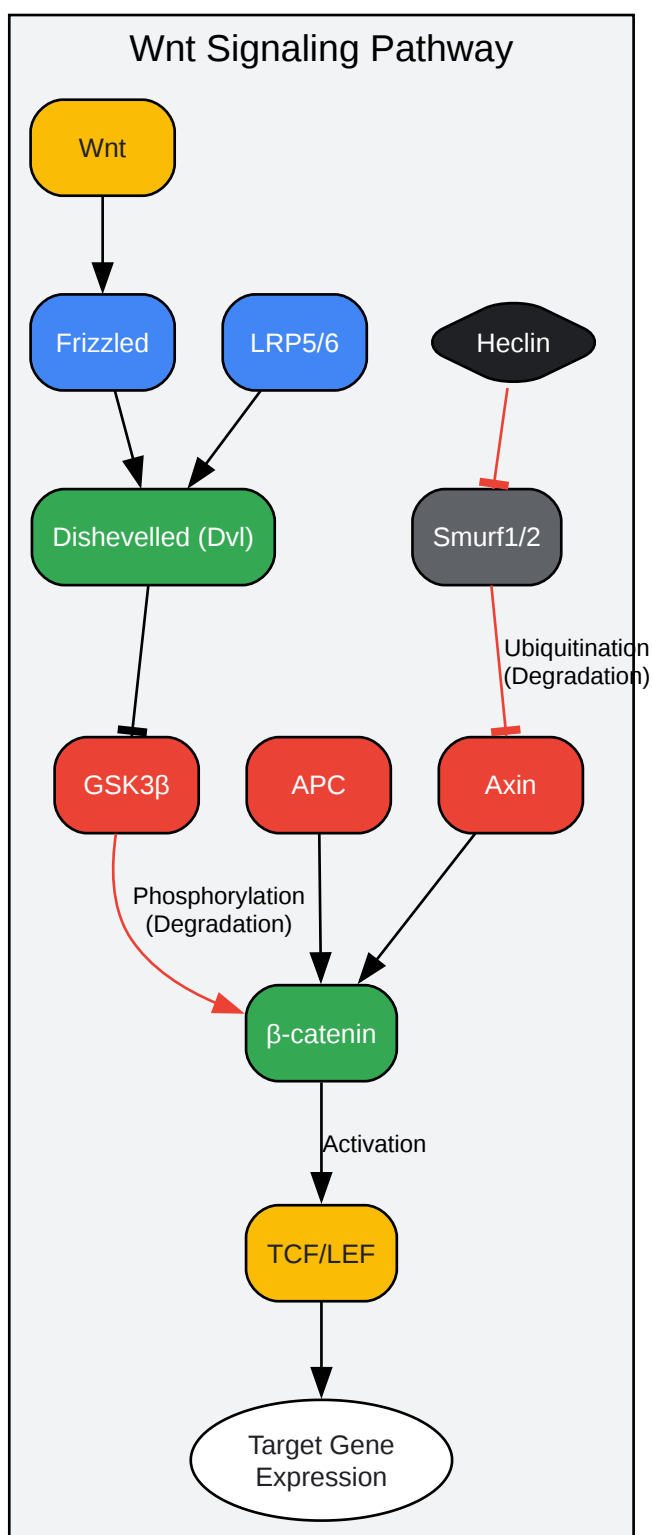 Wnt Signaling Pathway
Wnt
Frizzled
LRP5/6
Heclin
Dishevelled (Dvl)
Smurf1/2
Ubiquitination
(Degradation)
GSK3β
APC
Axin
Phosphorylation
(Degradation)
β-catenin
Activation
TCF/LEF
Target Gene
Expression